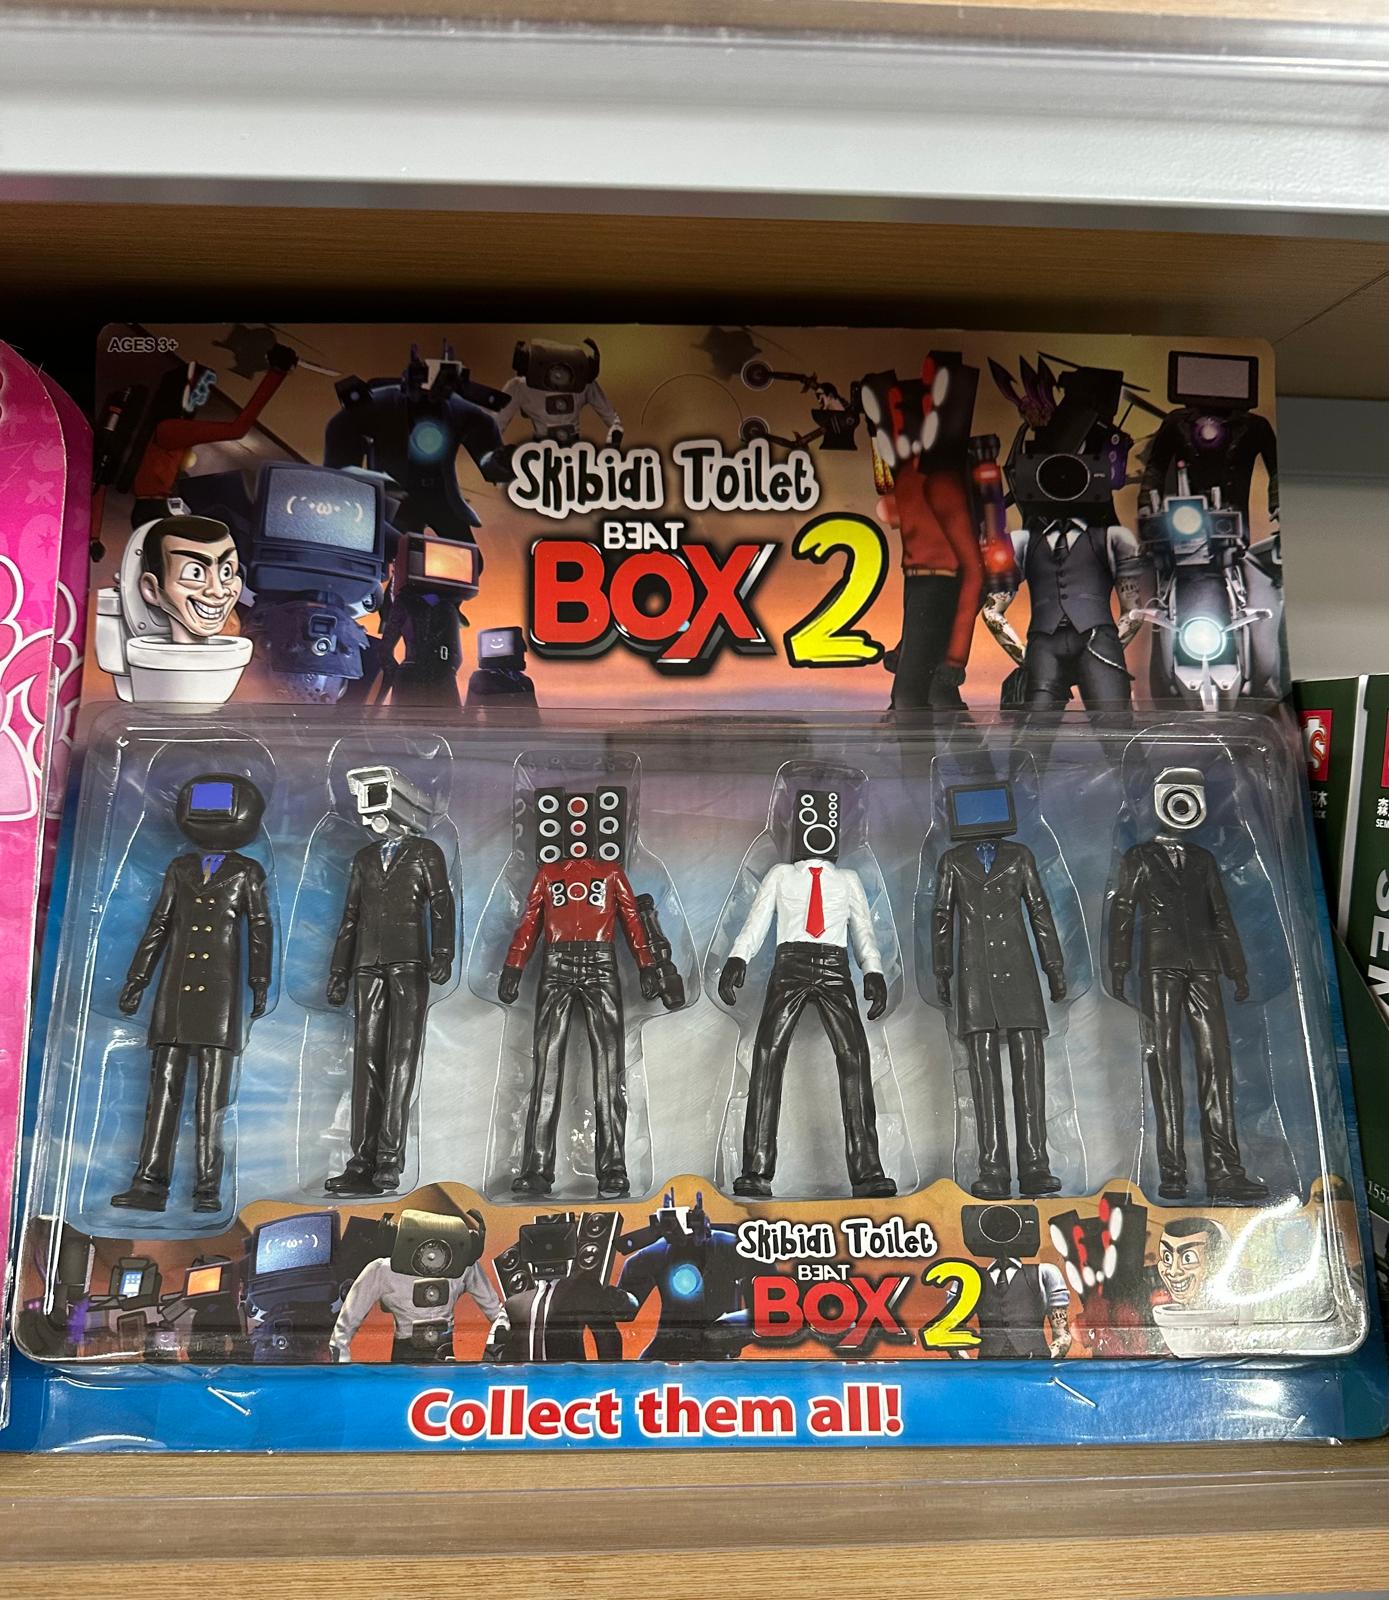 AGES 3+
Skibidi Toilet
BEAT
BOX 2
Skibidi Toilet
BEAT
BOX 2
Collect them all!